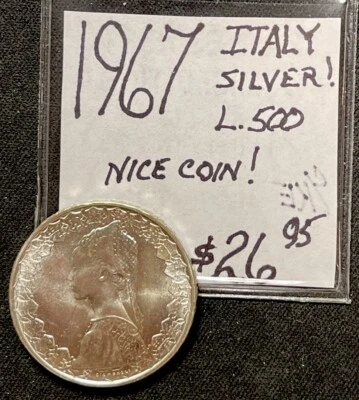 1967 ITALY
SILVER!
L.500
NICE COIN!
$26 95